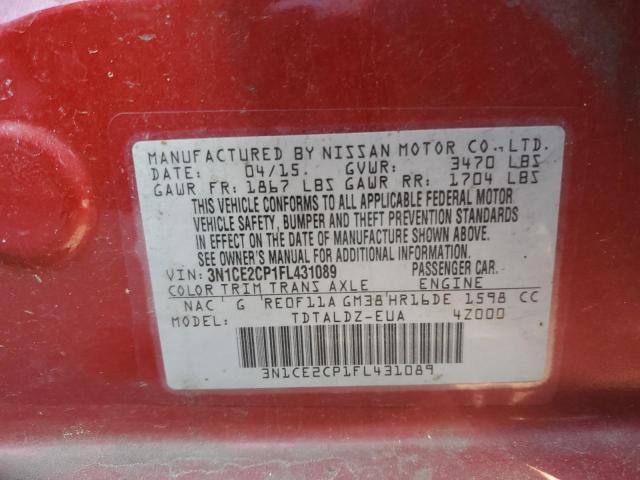 MANUFACTURED BY NISSAN MOTOR CO.,LTD.
DATE: 04/15. GVWR: 3470 LBS
GAWR FR: 1867 LBS GAWR RR: 1704 LBS
THIS VEHICLE CONFORMS TO ALL APPLICABLE FEDERAL MOTOR
VEHICLE SAFETY, BUMPER AND THEFT PREVENTION STANDARDS
IN EFFECT ON THE DATE OF MANUFACTURE SHOWN ABOVE.
SEE OWNER'S MANUAL FOR ADDITIONAL INFORMATION.
VIN: 3N1CE2CP1FL431089 PASSENGER CAR.
COLOR TRIM TRANS AXLE ENGINE
NAC G RE0F11A GM38 HR16DE 1598 CC
MODEL: TDTALDZ-EUA 4Z000
3N1CE2CP1FL431089